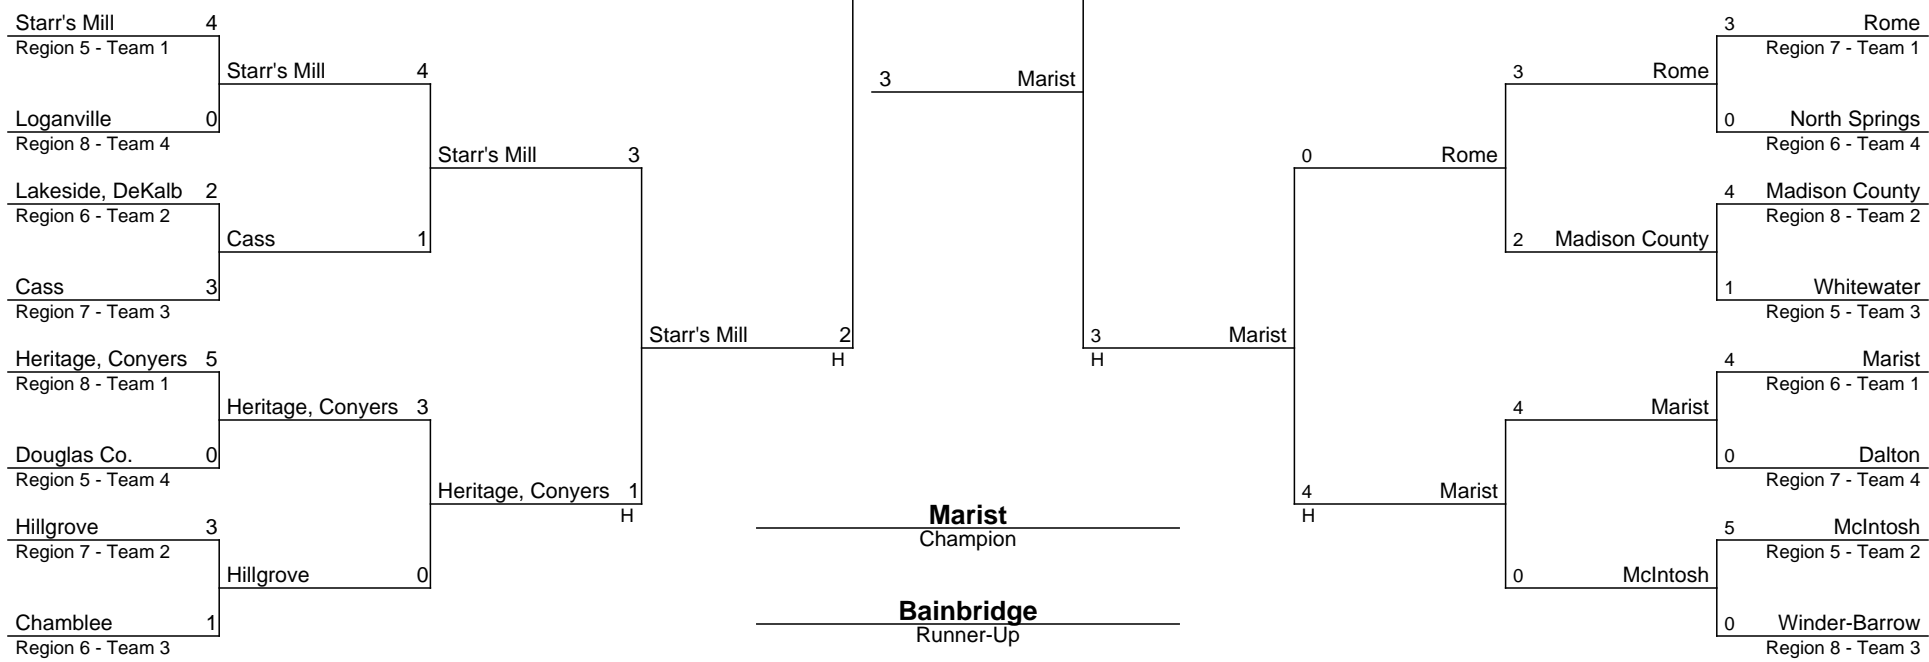 Starr's Mill 4
Region 5 - Team 1
Loganville 0
Region 8 - Team 4
Lakeside, DeKalb 2
Region 6 - Team 2
Cass 3
Region 7 - Team 3
Heritage, Conyers 5
Region 8 - Team 1
Douglas Co. 0
Region 5 - Team 4
Hillgrove 3
Region 7 - Team 2
Chamblee 1
Region 6 - Team 3
Starr's Mill 4
Cass 1
Heritage, Conyers 3
Hillgrove 0
Starr's Mill 3
Heritage, Conyers 1
H
Starr's Mill 2
H
3 Marist
Marist
Champion
Bainbridge
Runner-Up
3 Marist
H
0 Rome
4 Marist
H
3 Rome
2 Madison County
4 Marist
0 McIntosh
3 Rome
Region 7 - Team 1
0 North Springs
Region 6 - Team 4
4 Madison County
Region 8 - Team 2
1 Whitewater
Region 5 - Team 3
4 Marist
Region 6 - Team 1
0 Dalton
Region 7 - Team 4
5 McIntosh
Region 5 - Team 2
0 Winder-Barrow
Region 8 - Team 3